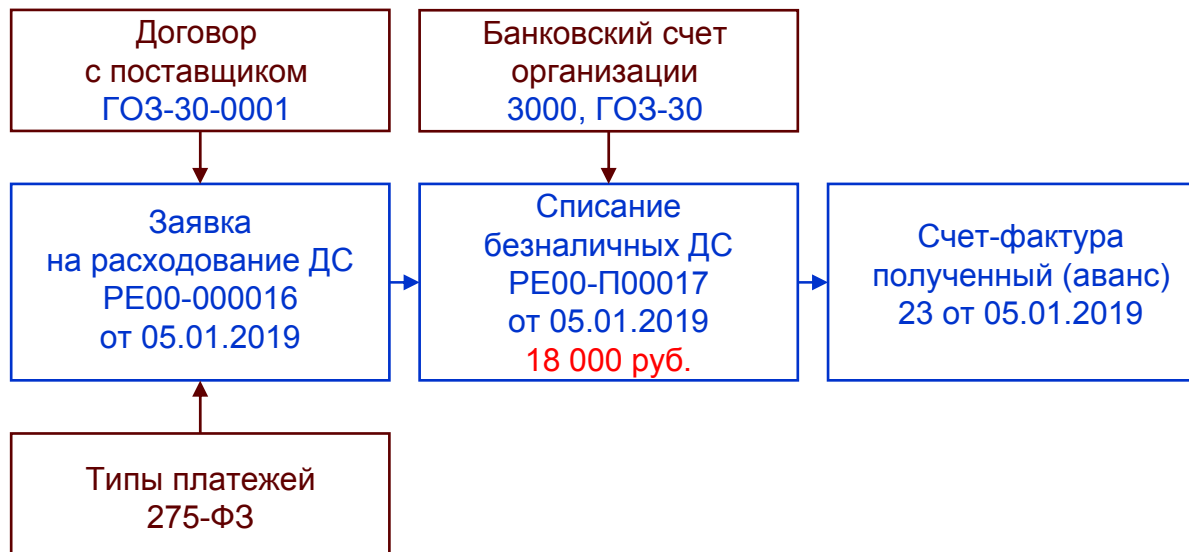 Договор
с поставщиком
ГОЗ-30-0001
Банковский счет
организации
3000, ГОЗ-30
Заявка
на расходование ДС
РЕ00-000016
от 05.01.2019
Списание
безналичных ДС
РЕ00-П00017
от 05.01.2019
18 000 руб.
Счет-фактура
полученный (аванс)
23 от 05.01.2019
Типы платежей
275-ФЗ